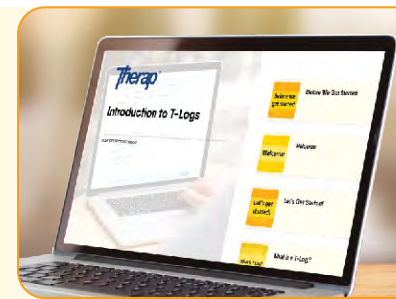 Therap
Introduction to T-Logs
Before we
get started
Before We Get Started
Welcome
Welcome
Let's get
started!
Let's Get Started!
What is a T-Log?